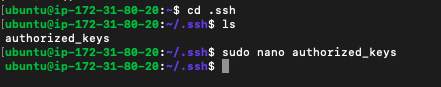 [ubuntu@ip-172-31-80-20:~$ cd .ssh
[ubuntu@ip-172-31-80-20:~/.ssh$ ls
authorized_keys
[ubuntu@ip-172-31-80-20:~/.ssh$ sudo nano authorized_keys
ubuntu@ip-172-31-80-20:~/.ssh$